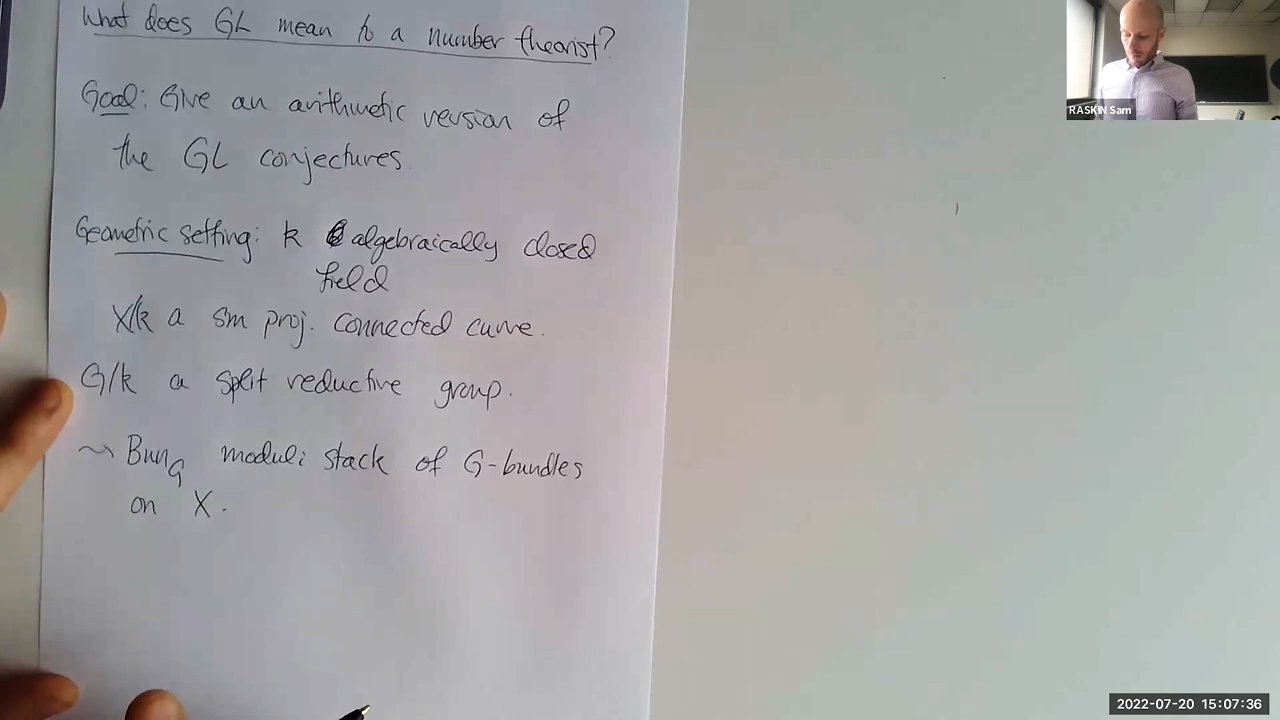 What does GL mean to a number theorist?
Goal: Give an arithmetic version of
the GL conjectures.
Geometric setting: k algebraically closed
field
X/k a sm proj. connected curve.
G/k a split reductive group.
⇝ Bun_G moduli stack of G-bundles
on X.
RASKIN Sam
2022-07-20 15:07:36